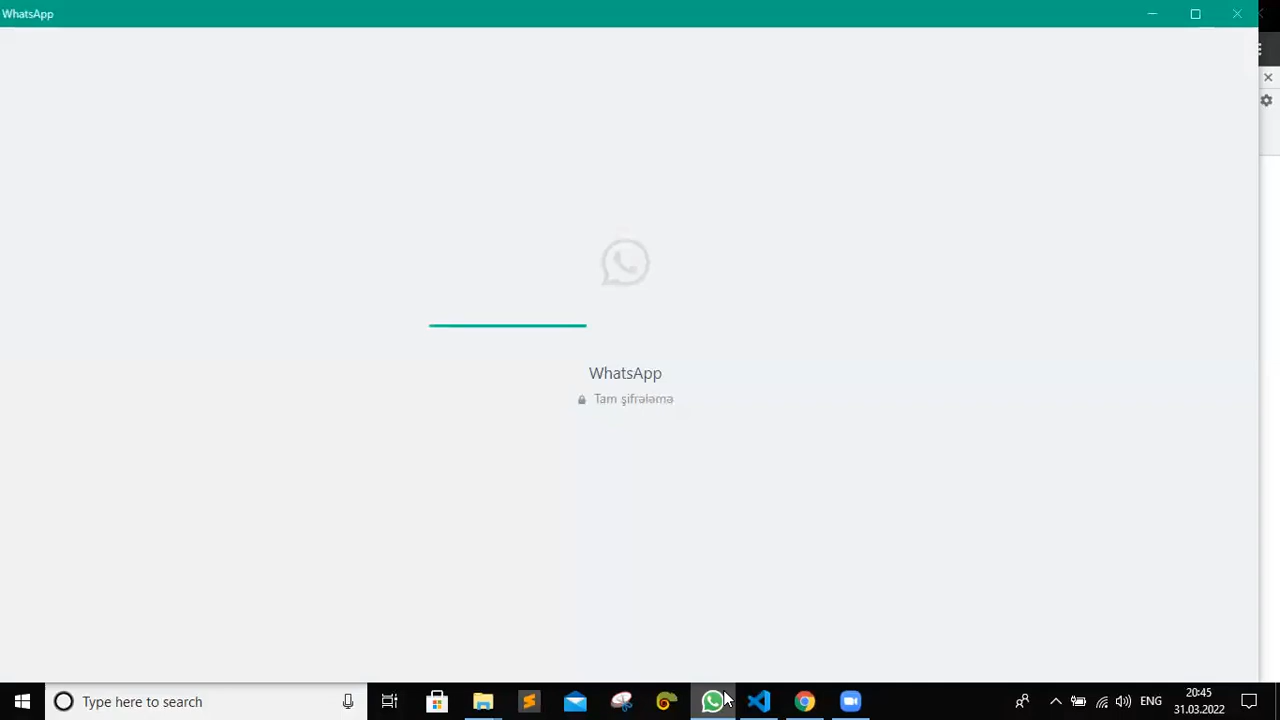 WhatsApp
WhatsApp
Tam şifrələmə
Type here to search
ENG
20:45
31.03.2022